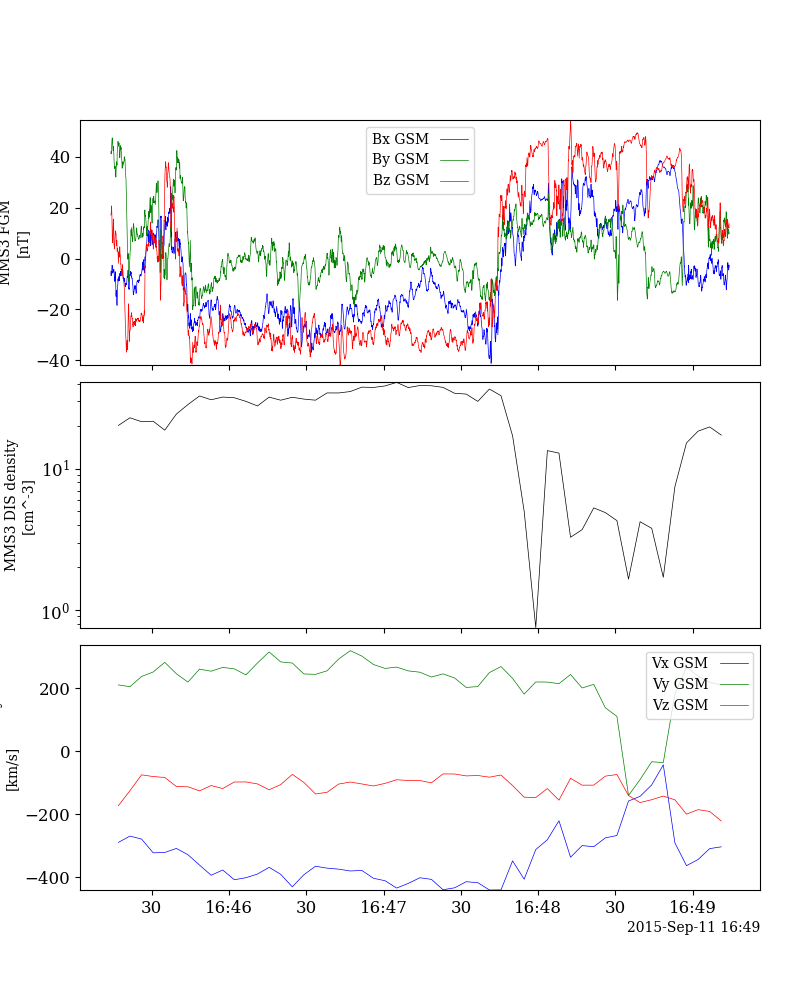 MMS3 FGM
[nT]
40
20
0
−20
−40
Bx GSM
By GSM
Bz GSM
MMS3 DIS density
[cm^-3]
10^1
10^0
[km/s]
200
0
−200
−400
Vx GSM
Vy GSM
Vz GSM
30 16:46 30 16:47 30 16:48 30 16:49
2015-Sep-11 16:49